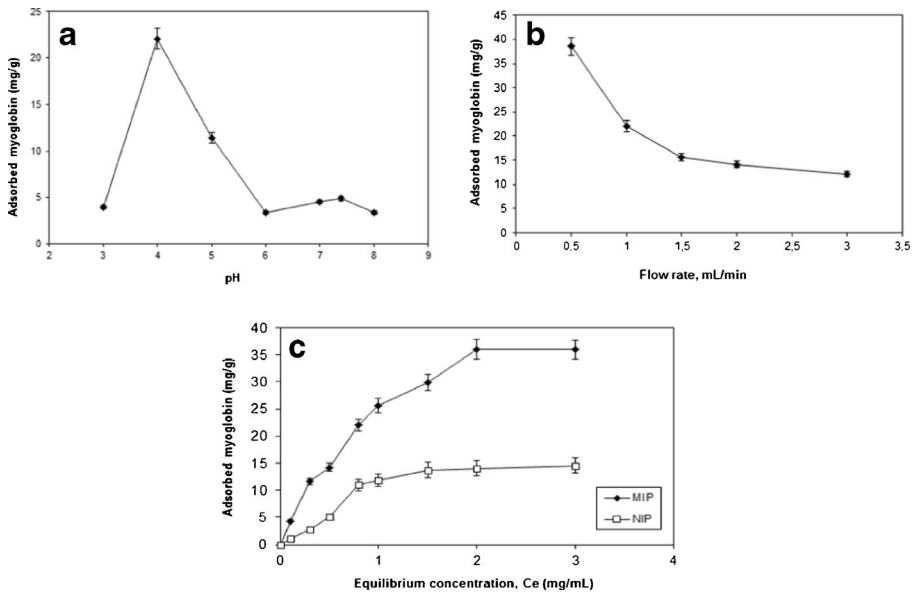 a
Adsorbed myoglobin (mg/g)
25
20
15
10
5
0
2 3 4 5 6 7 8 9
pH
b
Adsorbed myoglobin (mg/g)
45
40
35
30
25
20
15
10
5
0
0 0,5 1 1,5 2 2,5 3 3,5
Flow rate, mL/min
c
Adsorbed myoglobin (mg/g)
40
35
30
25
20
15
10
5
0
MIP
NIP
0 1 2 3 4
Equilibrium concentration, Ce (mg/mL)